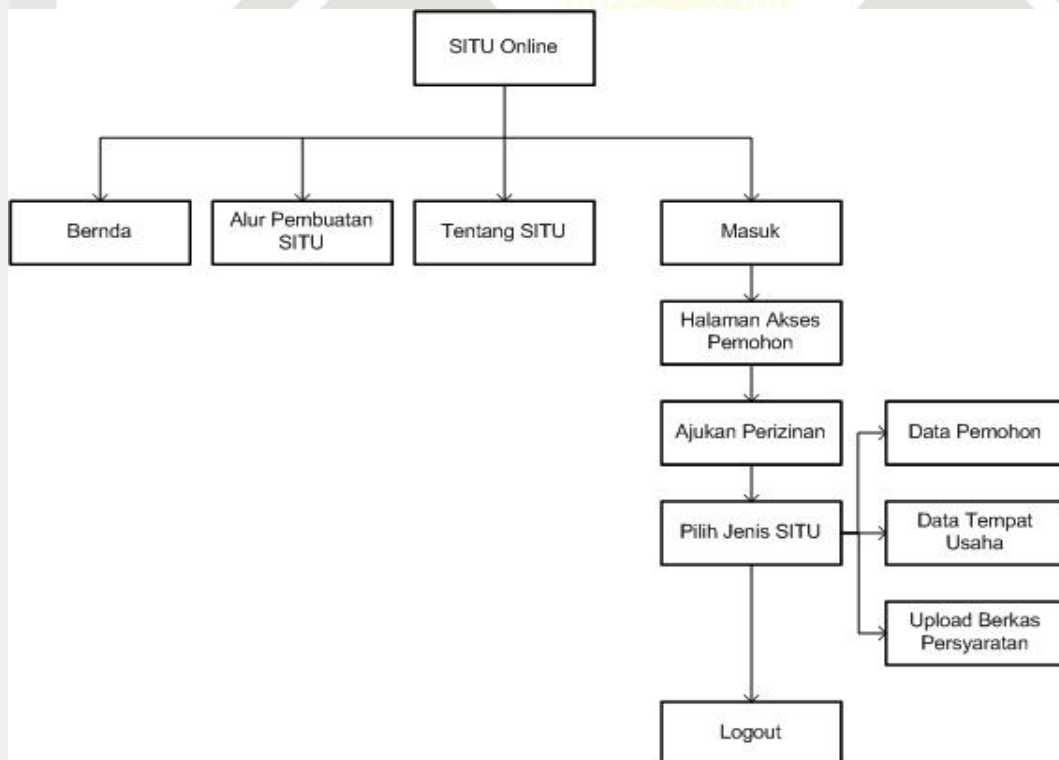 SITU Online
Bernda
Alur Pembuatan
SITU
Tentang SITU
Masuk
Halaman Akses
Pemohon
Ajukan Perizinan
Data Pemohon
Pilih Jenis SITU
Data Tempat
Usaha
Upload Berkas
Persyaratan
Logout